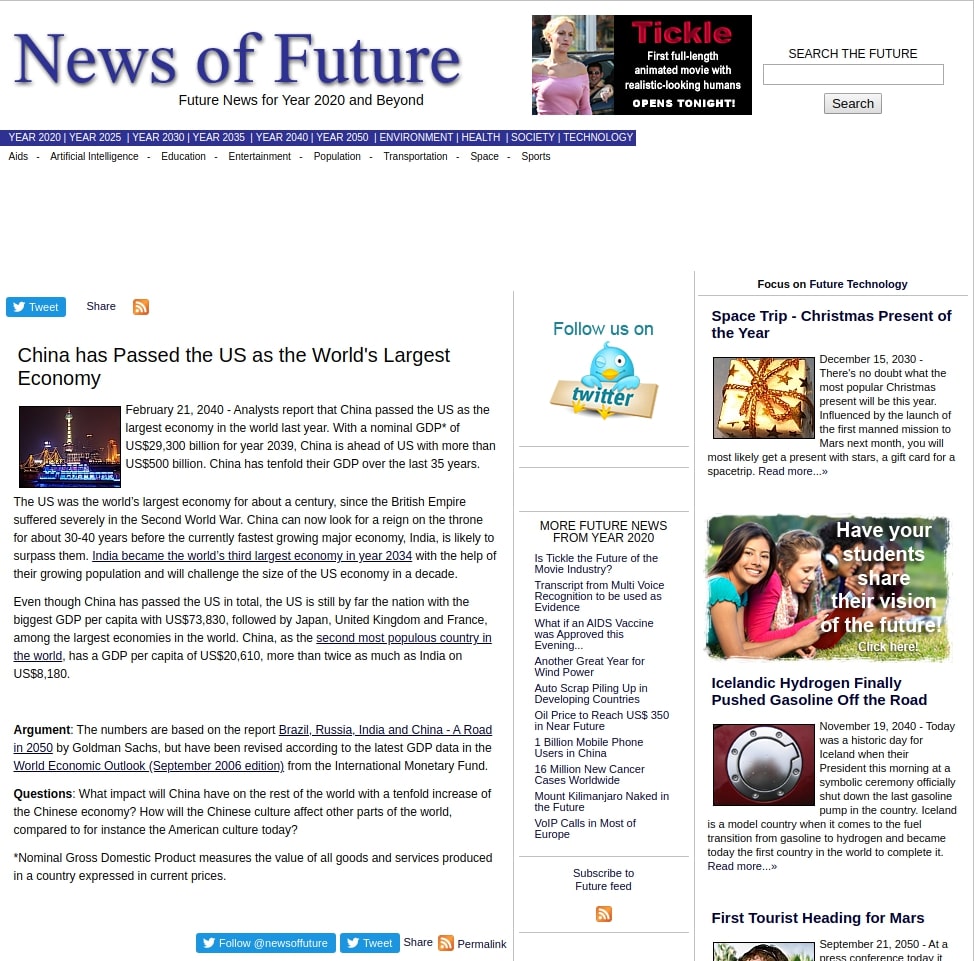 News of Future
Future News for Year 2020 and Beyond
Tickle
First full-length
animated movie with
realistic-looking humans
OPENS TONIGHT!
SEARCH THE FUTURE
Search
YEAR 2020 | YEAR 2025 | YEAR 2030 | YEAR 2035 | YEAR 2040 | YEAR 2050 | ENVIRONMENT | HEALTH | SOCIETY | TECHNOLOGY
Aids - Artificial Intelligence - Education - Entertainment - Population - Transportation - Space - Sports
Tweet Share
China has Passed the US as the World's Largest
Economy
February 21, 2040 - Analysts report that China passed the US as the
largest economy in the world last year. With a nominal GDP* of
US$29,300 billion for year 2039, China is ahead of US with more than
US$500 billion. China has tenfold their GDP over the last 35 years.
The US was the world's largest economy for about a century, since the British Empire
suffered severely in the Second World War. China can now look for a reign on the throne
for about 30-40 years before the currently fastest growing major economy, India, is likely to
surpass them. India became the world's third largest economy in year 2034 with the help of
their growing population and will challenge the size of the US economy in a decade.
Even though China has passed the US in total, the US is still by far the nation with the
biggest GDP per capita with US$73,830, followed by Japan, United Kingdom and France,
among the largest economies in the world. China, as the second most populous country in
the world, has a GDP per capita of US$20,610, more than twice as much as India on
US$8,180.
Argument: The numbers are based on the report Brazil, Russia, India and China - A Road
in 2050 by Goldman Sachs, but have been revised according to the latest GDP data in the
World Economic Outlook (September 2006 edition) from the International Monetary Fund.
Questions: What impact will China have on the rest of the world with a tenfold increase of
the Chinese economy? How will the Chinese culture affect other parts of the world,
compared to for instance the American culture today?
*Nominal Gross Domestic Product measures the value of all goods and services produced
in a country expressed in current prices.
Follow @newsoffuture Tweet Share Permalink
Follow us on
twitter
MORE FUTURE NEWS
FROM YEAR 2020
Is Tickle the Future of the
Movie Industry?
Transcript from Multi Voice
Recognition to be used as
Evidence
What if an AIDS Vaccine
was Approved this
Evening...
Another Great Year for
Wind Power
Auto Scrap Piling Up in
Developing Countries
Oil Price to Reach US$ 350
in Near Future
1 Billion Mobile Phone
Users in China
16 Million New Cancer
Cases Worldwide
Mount Kilimanjaro Naked in
the Future
VoIP Calls in Most of
Europe
Subscribe to
Future feed
Focus on Future Technology
Space Trip - Christmas Present of
the Year
December 15, 2030 -
There's no doubt what the
most popular Christmas
present will be this year.
Influenced by the launch of
the first manned mission to
Mars next month, you will
most likely get a present with stars, a gift card for a
spacetrip. Read more...»
Have your
students
share
their vision
of the future!
Click here!
Icelandic Hydrogen Finally
Pushed Gasoline Off the Road
November 19, 2040 - Today
was a historic day for
Iceland when their
President this morning at a
symbolic ceremony officially
shut down the last gasoline
pump in the country. Iceland
is a model country when it comes to the fuel
transition from gasoline to hydrogen and became
today the first country in the world to complete it.
Read more...»
First Tourist Heading for Mars
September 21, 2050 - At a
press conference today it